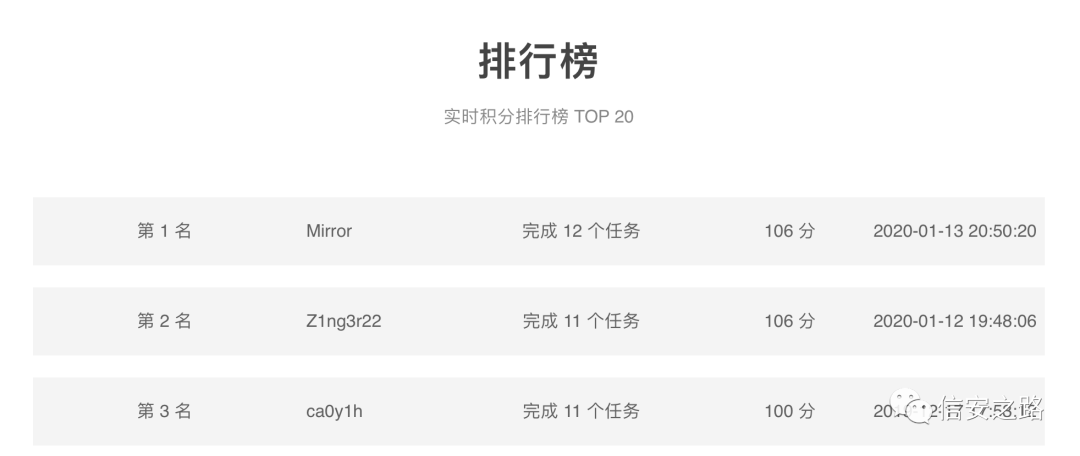 排行榜
实时积分排行榜 TOP 20
第 1 名 Mirror 完成 12 个任务 106 分 2020-01-13 20:50:20
第 2 名 Z1ng3r22 完成 11 个任务 106 分 2020-01-12 19:48:06
第 3 名 ca0y1h 完成 11 个任务 100 分
信安之路